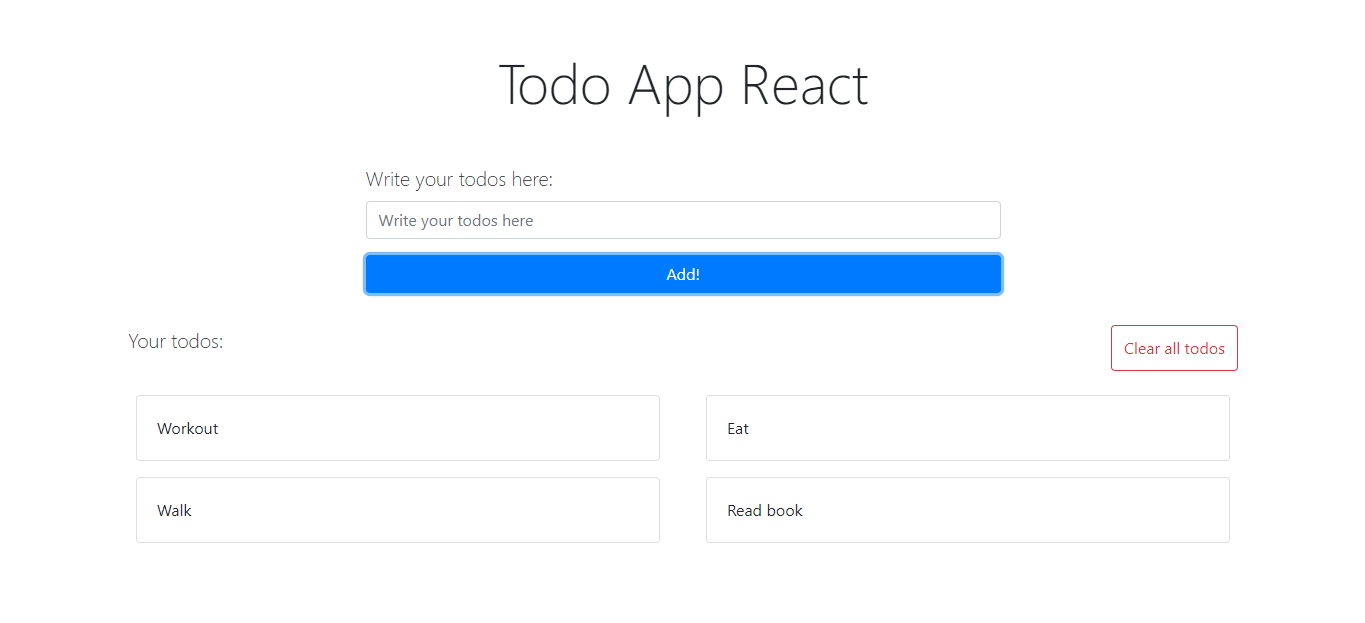 Todo App React
Write your todos here:
Write your todos here
Add!
Your todos:
Clear all todos
Workout
Eat
Walk
Read book